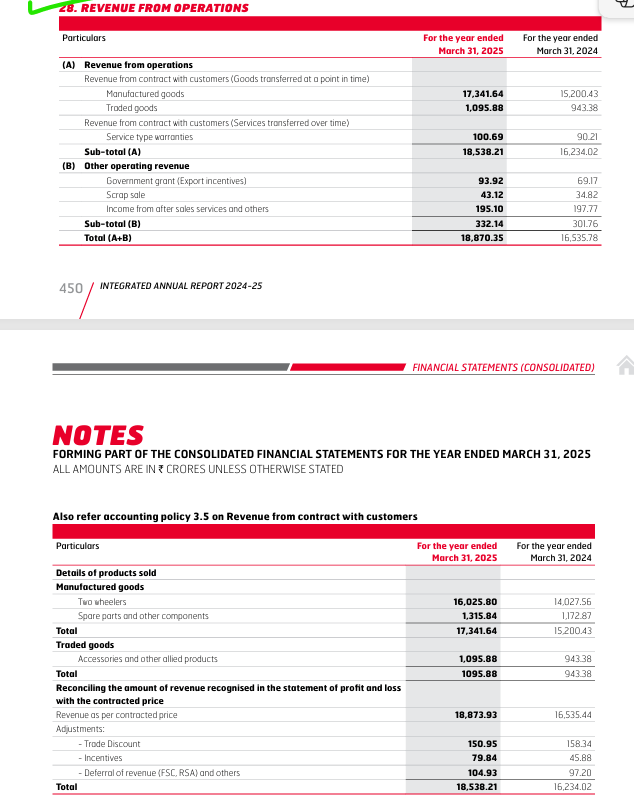 28. REVENUE FROM OPERATIONS
Particulars For the year ended March 31, 2025 For the year ended March 31, 2024
(A) Revenue from operations
Revenue from contract with customers (Goods transferred at a point in time)
Manufactured goods 17,341.64 15,200.43
Traded goods 1,095.88 943.38
Revenue from contract with customers (Services transferred over time)
Service type warranties 100.69 90.21
Sub-total (A) 18,538.21 16,234.02
(B) Other operating revenue
Government grant (Export incentives) 93.92 69.17
Scrap sale 43.12 34.82
Income from after sales services and others 195.10 197.77
Sub-total (B) 332.14 301.76
Total (A+B) 18,870.35 16,535.78
450 INTEGRATED ANNUAL REPORT 2024-25
FINANCIAL STATEMENTS (CONSOLIDATED)
NOTES
FORMING PART OF THE CONSOLIDATED FINANCIAL STATEMENTS FOR THE YEAR ENDED MARCH 31, 2025
ALL AMOUNTS ARE IN ₹ CRORES UNLESS OTHERWISE STATED
Also refer accounting policy 3.5 on Revenue from contract with customers
Particulars For the year ended March 31, 2025 For the year ended March 31, 2024
Details of products sold
Manufactured goods
Two wheelers 16,025.80 14,027.56
Spare parts and other components 1,315.84 1,172.87
Total 17,341.64 15,200.43
Traded goods
Accessories and other allied products 1,095.88 943.38
Total 1095.88 943.38
Reconciling the amount of revenue recognised in the statement of profit and loss
with the contracted price
Revenue as per contracted price 18,873.93 16,535.44
Adjustments:
- Trade Discount 150.95 158.34
- Incentives 79.84 45.88
- Deferral of revenue (FSC, RSA) and others 104.93 97.20
Total 18,538.21 16,234.02